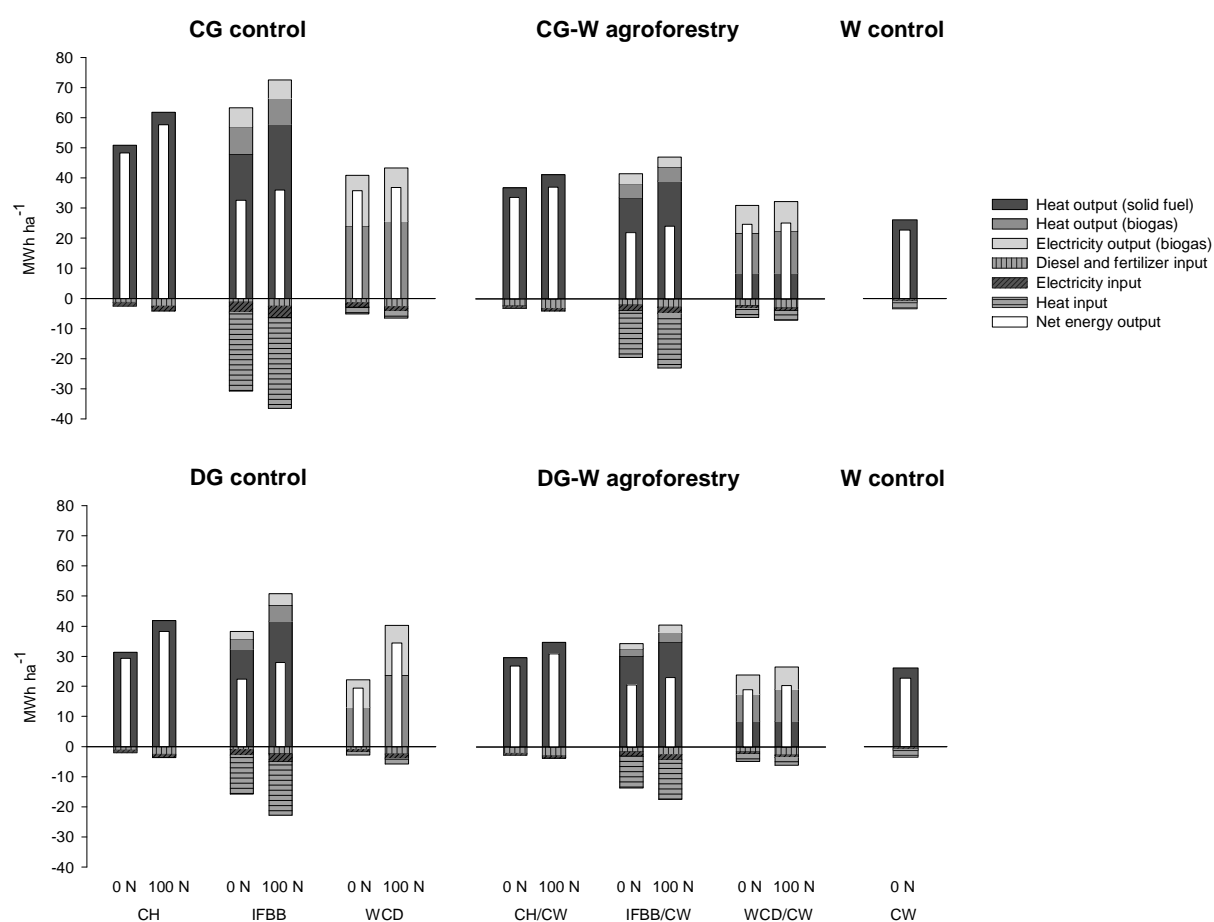 CG control CG-W agroforestry W control
80
70
60
50
40
30
20
10
0
-10
-20
-30
-40
MWh ha⁻¹
Heat output (solid fuel)
Heat output (biogas)
Electricity output (biogas)
Diesel and fertilizer input
Electricity input
Heat input
Net energy output
DG control DG-W agroforestry W control
80
70
60
50
40
30
20
10
0
-10
-20
-30
-40
MWh ha⁻¹
0 N 100 N 0 N 100 N 0 N 100 N 0 N 100 N 0 N 100 N 0 N 100 N 0 N
CH IFBB WCD CH/CW IFBB/CW WCD/CW CW